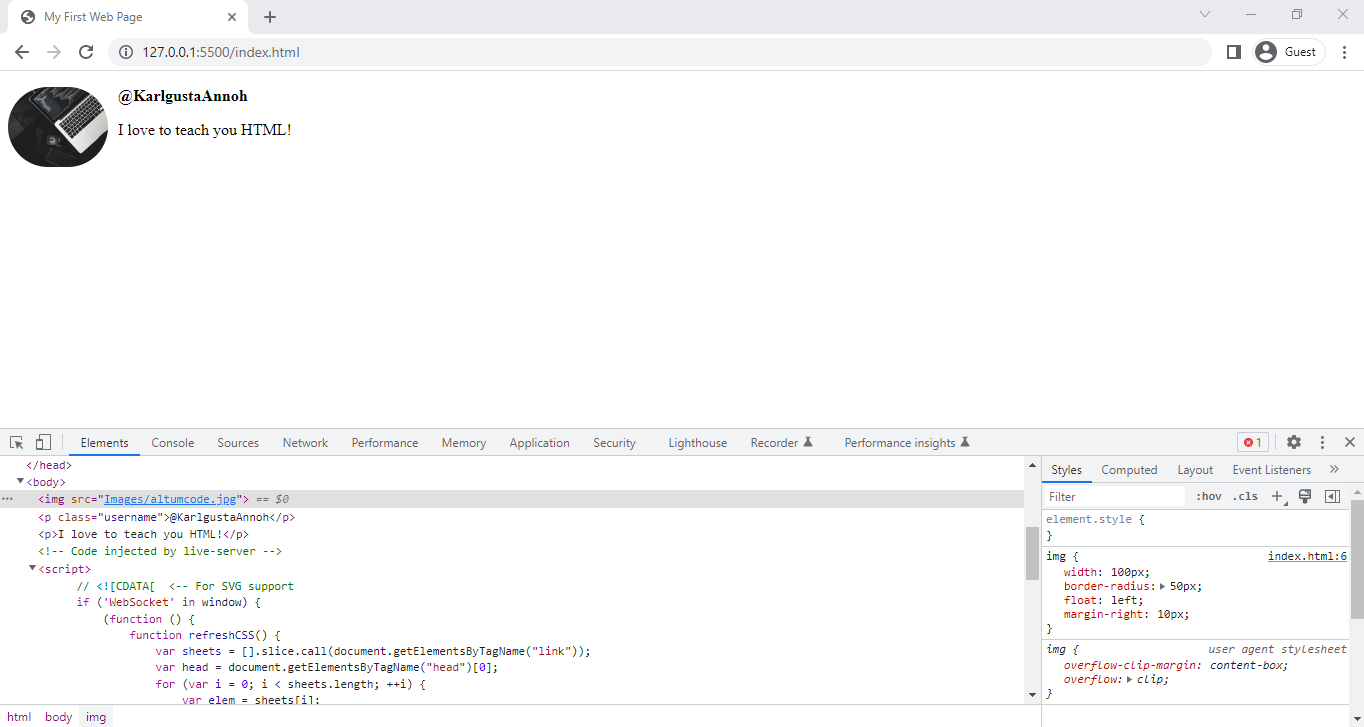 My First Web Page
127.0.0.1:5500/index.html
Guest
@KarlgustaAnnoh
I love to teach you HTML!
Elements Console Sources Network Performance Memory Application Security Lighthouse Recorder Performance insights 1
</head>
<body>
<img src="Images/altumcode.jpg"> == $0
<p class="username">@KarlgustaAnnoh</p>
<p>I love to teach you HTML!</p>
<!-- Code injected by live-server -->
<script>
// <![CDATA[ <-- For SVG support
if ('WebSocket' in window) {
(function () {
function refreshCSS() {
var sheets = [].slice.call(document.getElementsByTagName("link"));
var head = document.getElementsByTagName("head")[0];
for (var i = 0; i < sheets.length; ++i) {
var elem = sheets[i];
html body img
Styles Computed Layout Event Listeners »
Filter :hov .cls +
element.style {
}
img { index.html:6
width: 100px;
border-radius: 50px;
float: left;
margin-right: 10px;
}
img { user agent stylesheet
overflow-clip-margin: content-box;
overflow: clip;
}